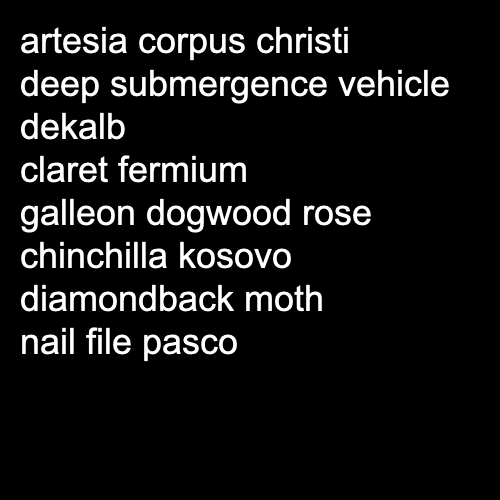 artesia corpus christi
deep submergence vehicle
dekalb
claret fermium
galleon dogwood rose
chinchilla kosovo
diamondback moth
nail file pasco